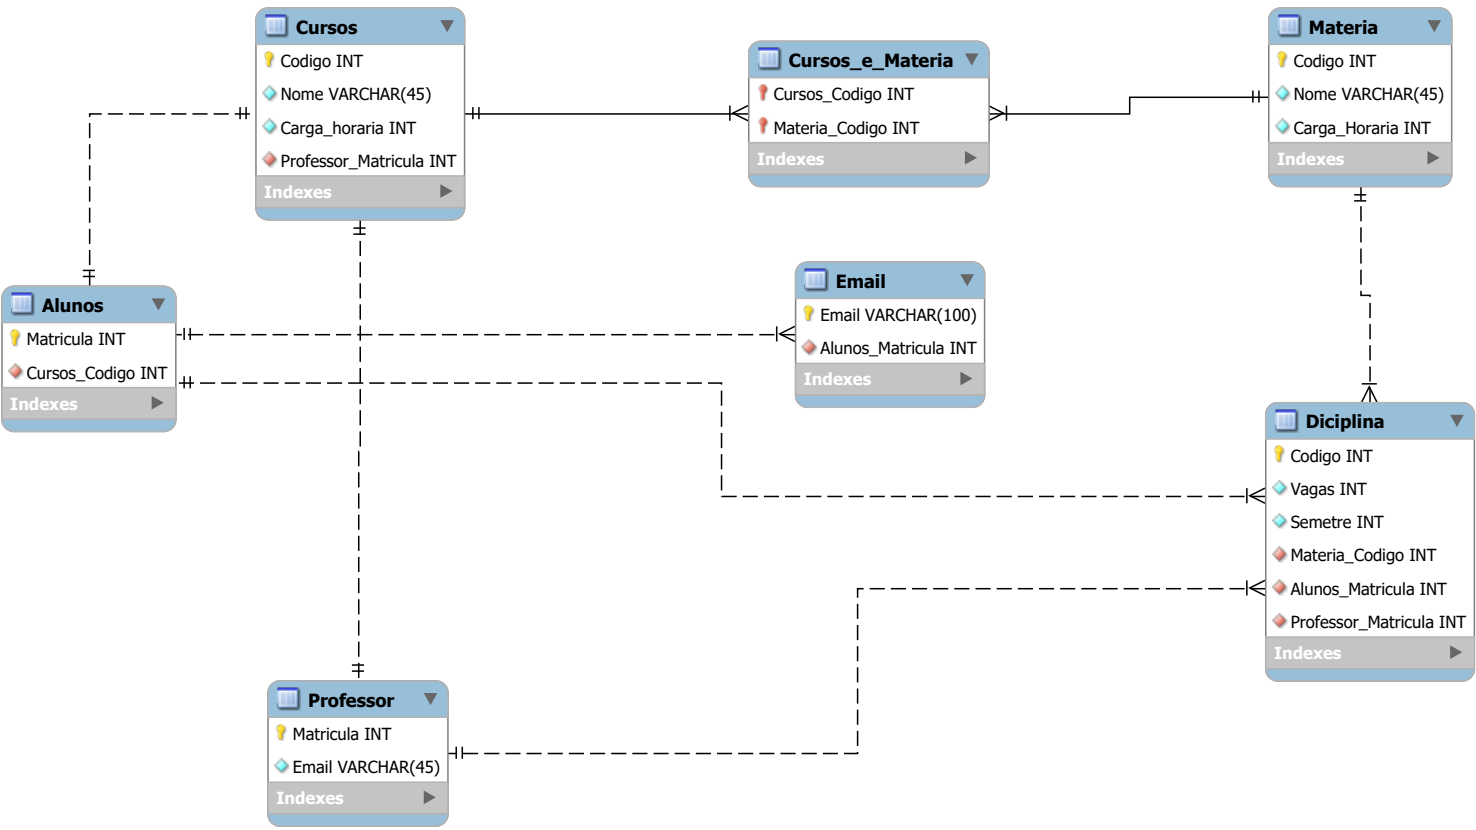 Cursos
Codigo INT
Nome VARCHAR(45)
Carga_horaria INT
Professor_Matricula INT
Indexes
Cursos_e_Materia
Cursos_Codigo INT
Materia_Codigo INT
Indexes
Materia
Codigo INT
Nome VARCHAR(45)
Carga_Horaria INT
Indexes
Alunos
Matricula INT
Cursos_Codigo INT
Indexes
Email
Email VARCHAR(100)
Alunos_Matricula INT
Indexes
Diciplina
Codigo INT
Vagas INT
Semetre INT
Materia_Codigo INT
Alunos_Matricula INT
Professor_Matricula INT
Indexes
Professor
Matricula INT
Email VARCHAR(45)
Indexes